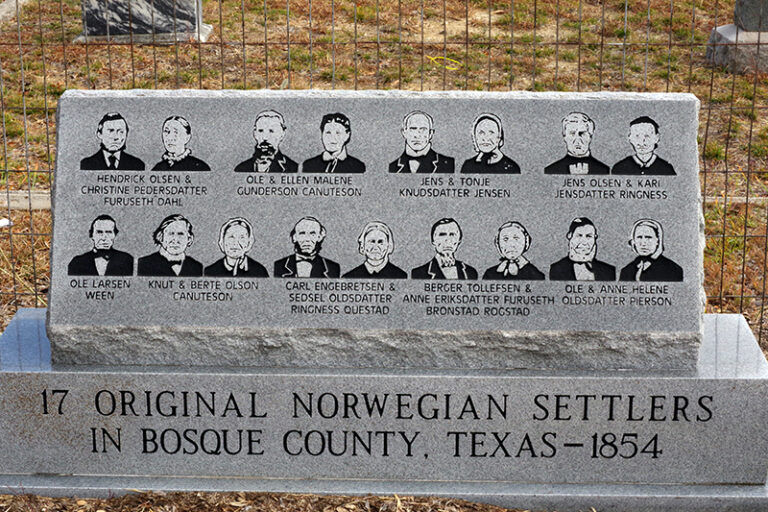 HENDRICK OLSEN &
CHRISTINE PEDERSDATTER
FURUSETH DAHL
OLE & ELLEN MALENE
GUNDERSON CANUTESON
JENS & TONJE
KNUDSDATTER JENSEN
JENS OLSEN & KARI
JENSDATTER RINGNESS
OLE LARSEN
WEEN
KNUT & BERTE OLSON
CANUTESON
CARL ENGEBRETSEN &
SEDSEL OLDSDATTER
RINGNESS QUESTAD
BERGER TOLLEFSEN &
ANNE ERIKSDATTER FURUSETH
BRONSTAD ROGSTAD
OLE & ANNE HELENE
OLDSDATTER PIERSON
17 ORIGINAL NORWEGIAN SETTLERS
IN BOSQUE COUNTY, TEXAS-1854